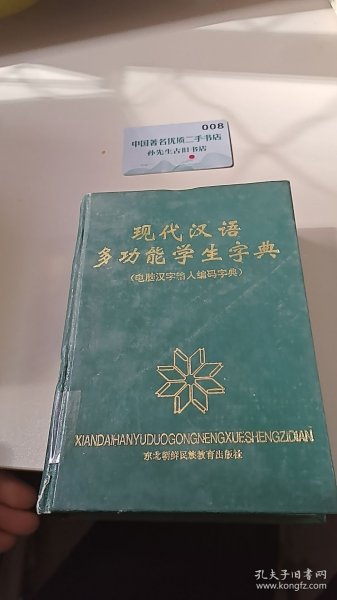 008
中国著名优质二手书店
孙先生古旧书店
现代汉语
多功能学生字典
(电脑汉字输入编码字典)
XIANDAIHANYUDUOGONGNENGXUESHENGZIDIAN
东北朝鲜民族教育出版社
孔夫子旧书网
www.kongfz.com